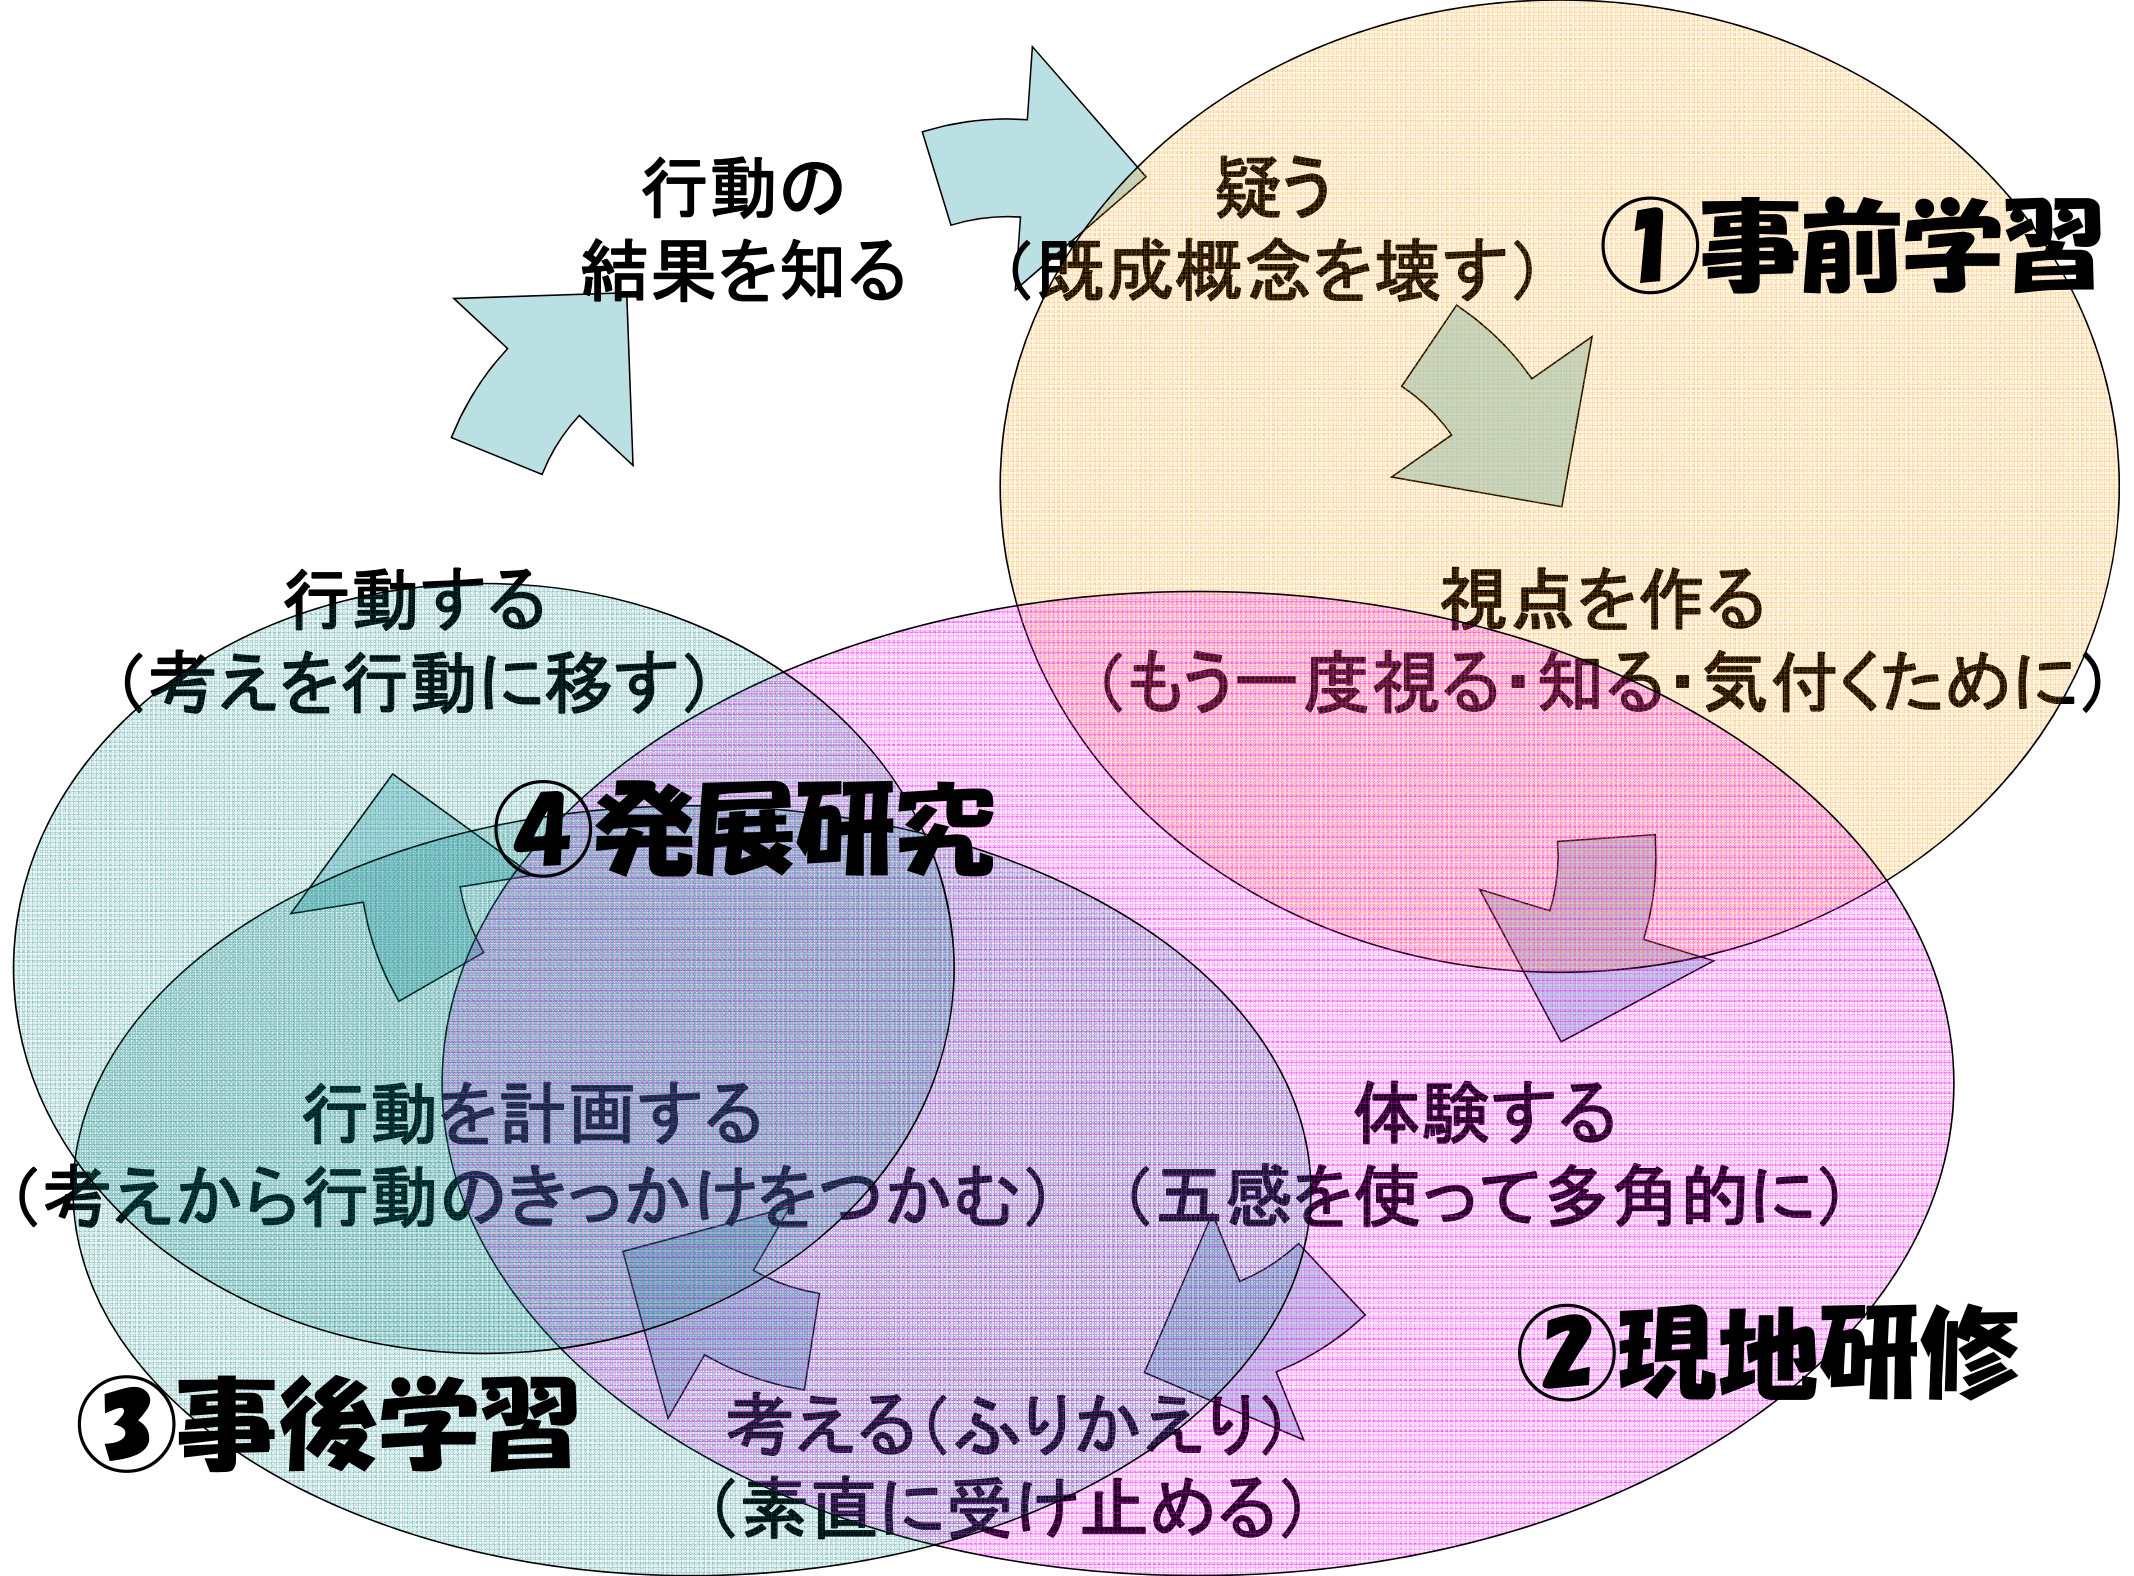 行動の
結果を知る
疑う
（既成概念を壊す）
①事前学習
視点を作る
（もう一度視る・知る・気付くために）
行動する
（考えを行動に移す）
④発展研究
行動を計画する
（考えから行動のきっかけをつかむ）
体験する
（五感を使って多角的に）
②現地研修
③事後学習
考える（ふりかえり）
（素直に受け止める）